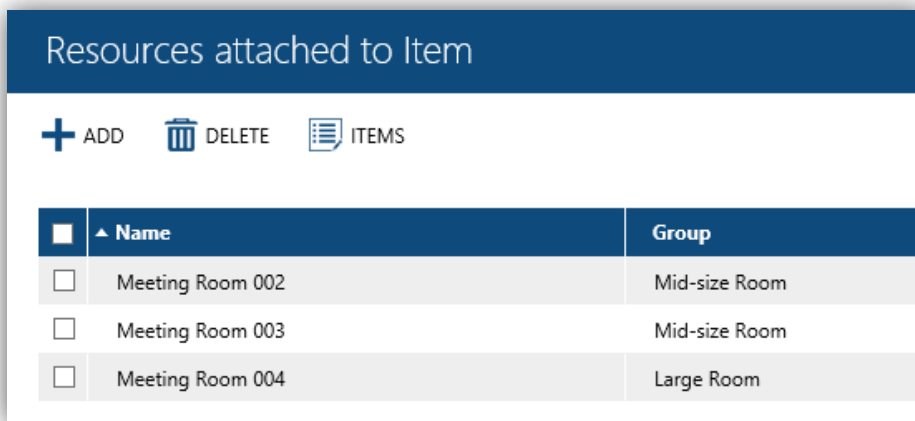 Resources attached to Item
ADD DELETE ITEMS
Name Group
Meeting Room 002 Mid-size Room
Meeting Room 003 Mid-size Room
Meeting Room 004 Large Room